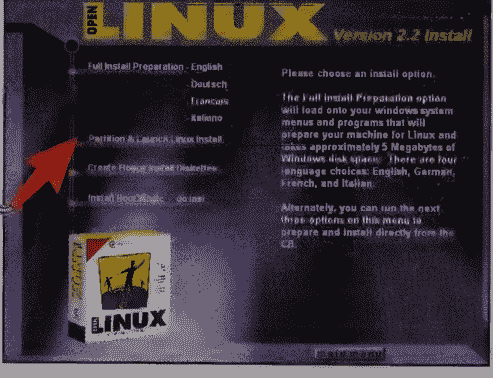 OPEN LINUX Version 2.2 Install
Full Install Preparation - English
- Deutsch
- Francais
- Italiano
Partition & Launch Linux Install
Create Floppy Install Diskettes
Install
Please choose an install option.
The Full Install Preparation option
will load onto your windows system
menus and programs that will
prepare your machine for Linux and
takes approximately 5 Megabytes of
Windows disk space. There are four
language choices: English, German,
French, and Italian.
Alternately, you can run the next
three options on this menu to
prepare and install directly from the
CD.
OPEN LINUX
main menu